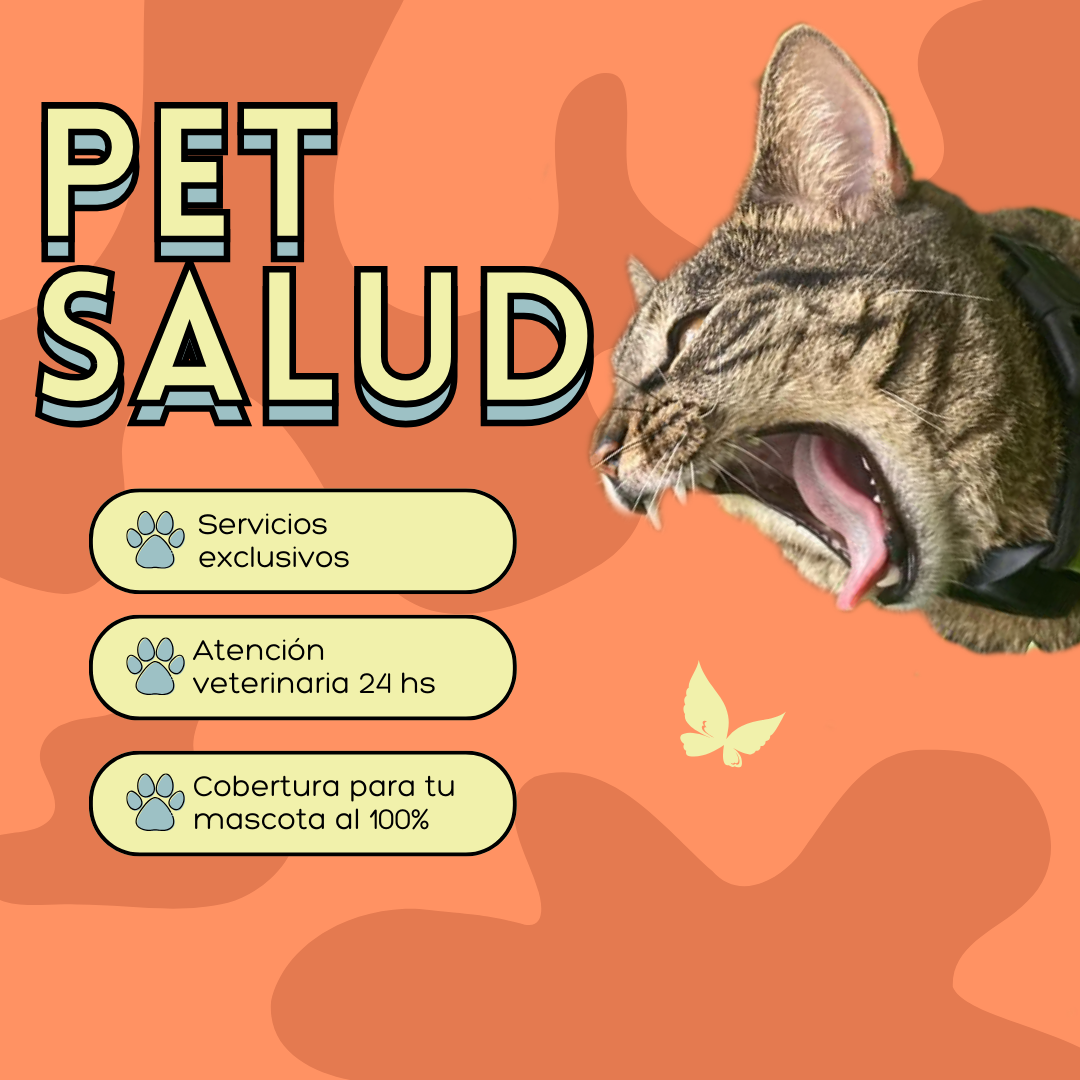 PET
SALUD
Servicios
exclusivos
Atención
veterinaria 24 hs
Cobertura para tu
mascota al 100%